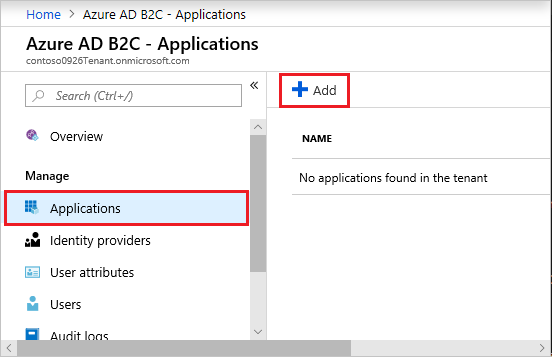 Home > Azure AD B2C - Applications
Azure AD B2C - Applications
contoso0926Tenant.onmicrosoft.com
Search (Ctrl+/)
«
Overview
Manage
Applications
Identity providers
User attributes
Users
Audit logs
+ Add
NAME
No applications found in the tenant